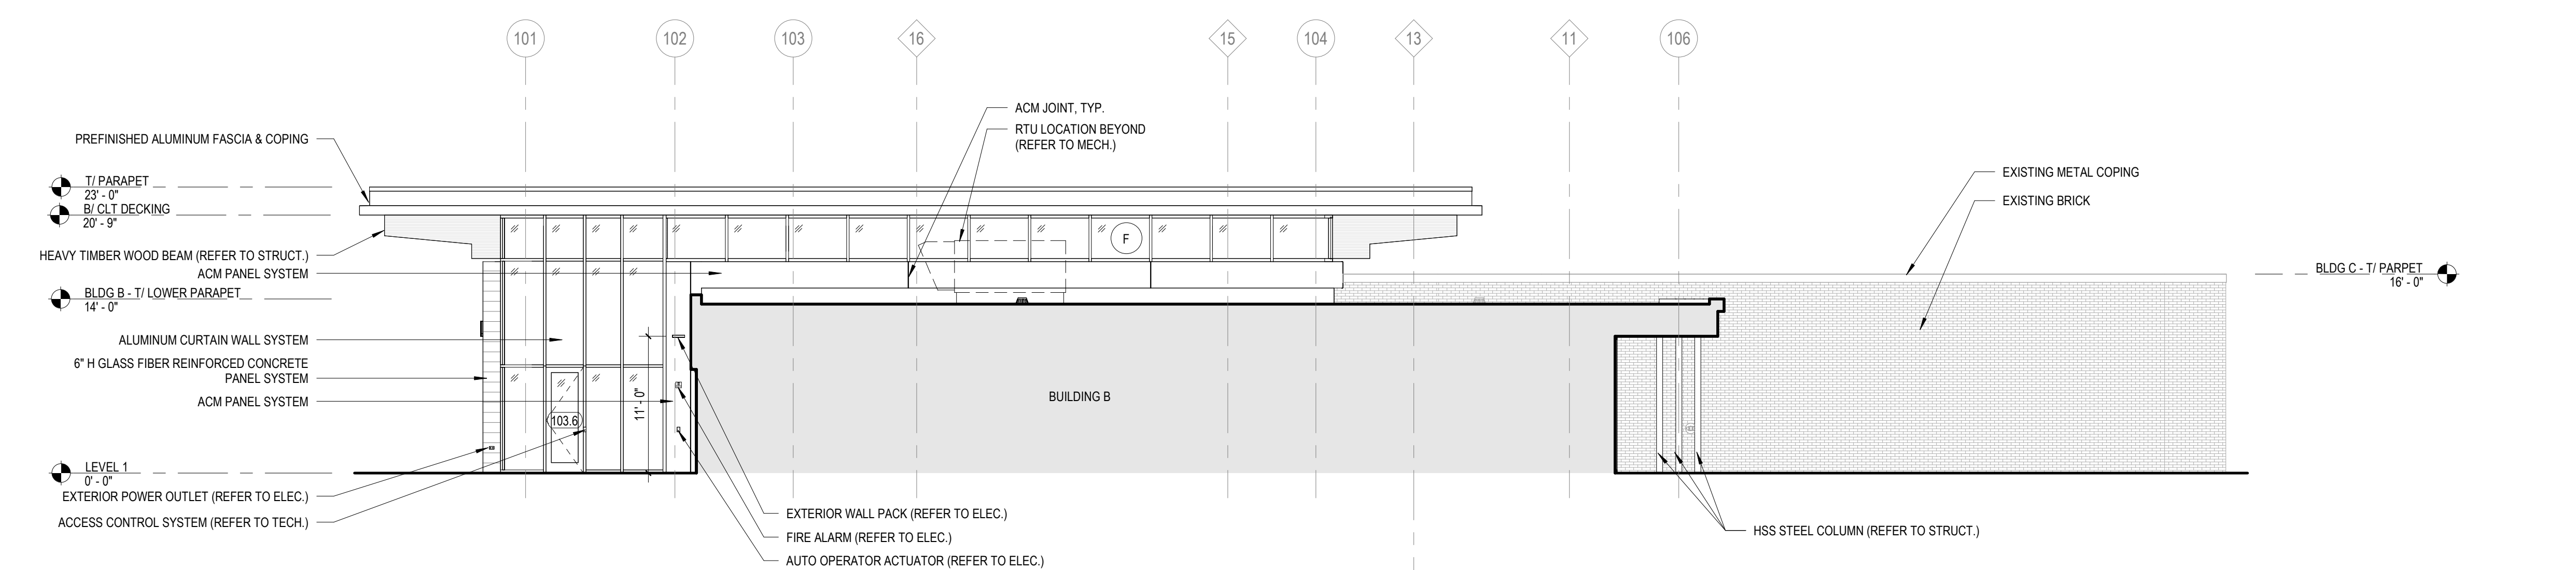 101
102
103
16
15
104
13
11
106
ACM JOINT, TYP.
RTU LOCATION BEYOND
(REFER TO MECH.)
PREFINISHED ALUMINUM FASCIA & COPING
T/ PARAPET
23' - 0"
B/ CLT DECKING
20' - 9"
HEAVY TIMBER WOOD BEAM (REFER TO STRUCT.)
ACM PANEL SYSTEM
BLDG B - T/ LOWER PARAPET
14' - 0"
ALUMINUM CURTAIN WALL SYSTEM
6" H GLASS FIBER REINFORCED CONCRETE
PANEL SYSTEM
ACM PANEL SYSTEM
LEVEL 1
0' - 0"
EXTERIOR POWER OUTLET (REFER TO ELEC.)
ACCESS CONTROL SYSTEM (REFER TO TECH.)
F
103.6
11' - 0"
BUILDING B
EXTERIOR WALL PACK (REFER TO ELEC.)
FIRE ALARM (REFER TO ELEC.)
AUTO OPERATOR ACTUATOR (REFER TO ELEC.)
EXISTING METAL COPING
EXISTING BRICK
BLDG C - T/ PARPET
16' - 0"
HSS STEEL COLUMN (REFER TO STRUCT.)